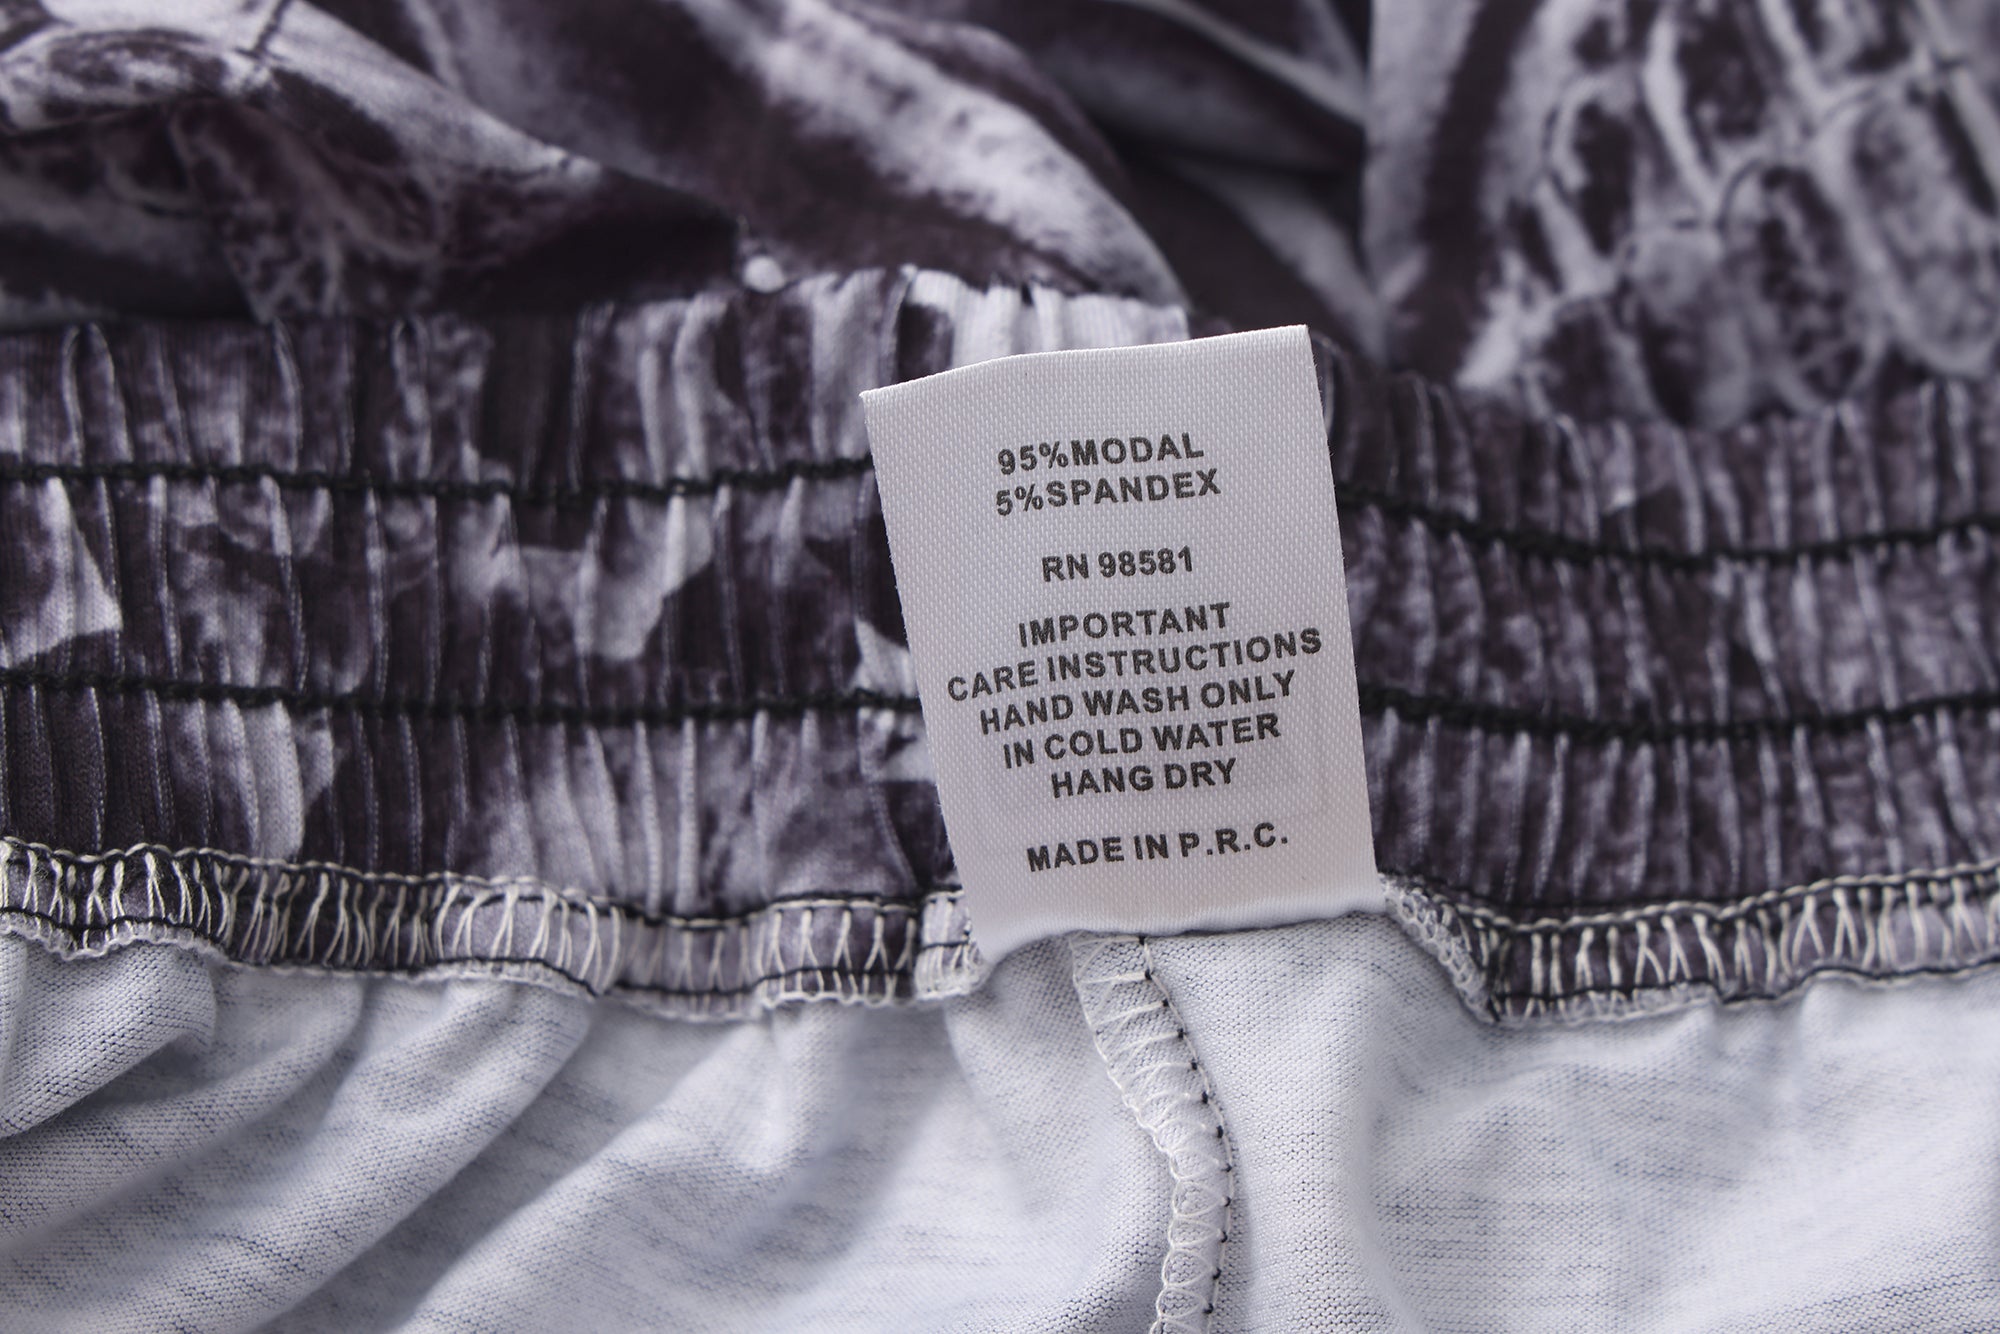 95%MODAL
5%SPANDEX
RN 98581
IMPORTANT
CARE INSTRUCTIONS
HAND WASH ONLY
IN COLD WATER
HANG DRY
MADE IN P.R.C.